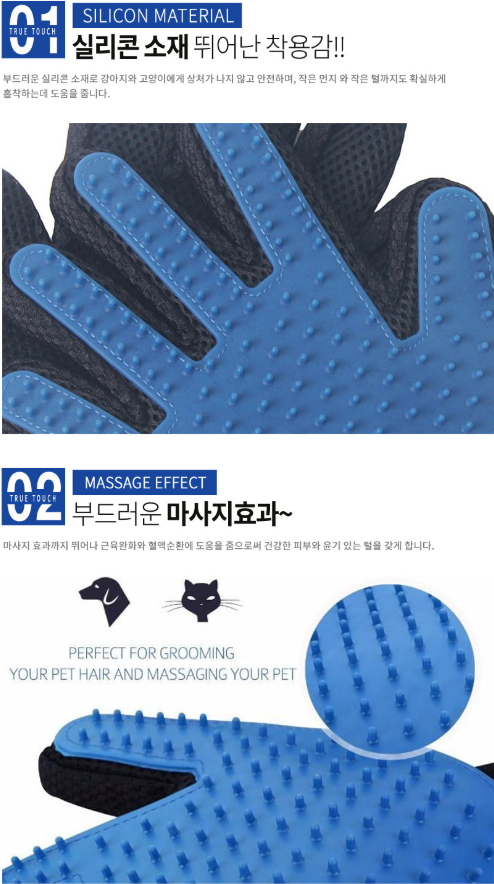 01
TRUE TOUCH
SILICON MATERIAL
실리콘 소재 뛰어난 착용감!!
부드러운 실리콘 소재로 강아지와 고양이에게 상처가 나지 않고 안전하며, 작은 먼지 와 작은 털까지도 확실하게
흡착하는데 도움을 줍니다.
02
TRUE TOUCH
MASSAGE EFFECT
부드러운 마사지효과~
마사지 효과까지 뛰어나 근육완화와 혈액순환에 도움을 줌으로써 건강한 피부와 윤기 있는 털을 갖게 합니다.
PERFECT FOR GROOMING
YOUR PET HAIR AND MASSAGING YOUR PET